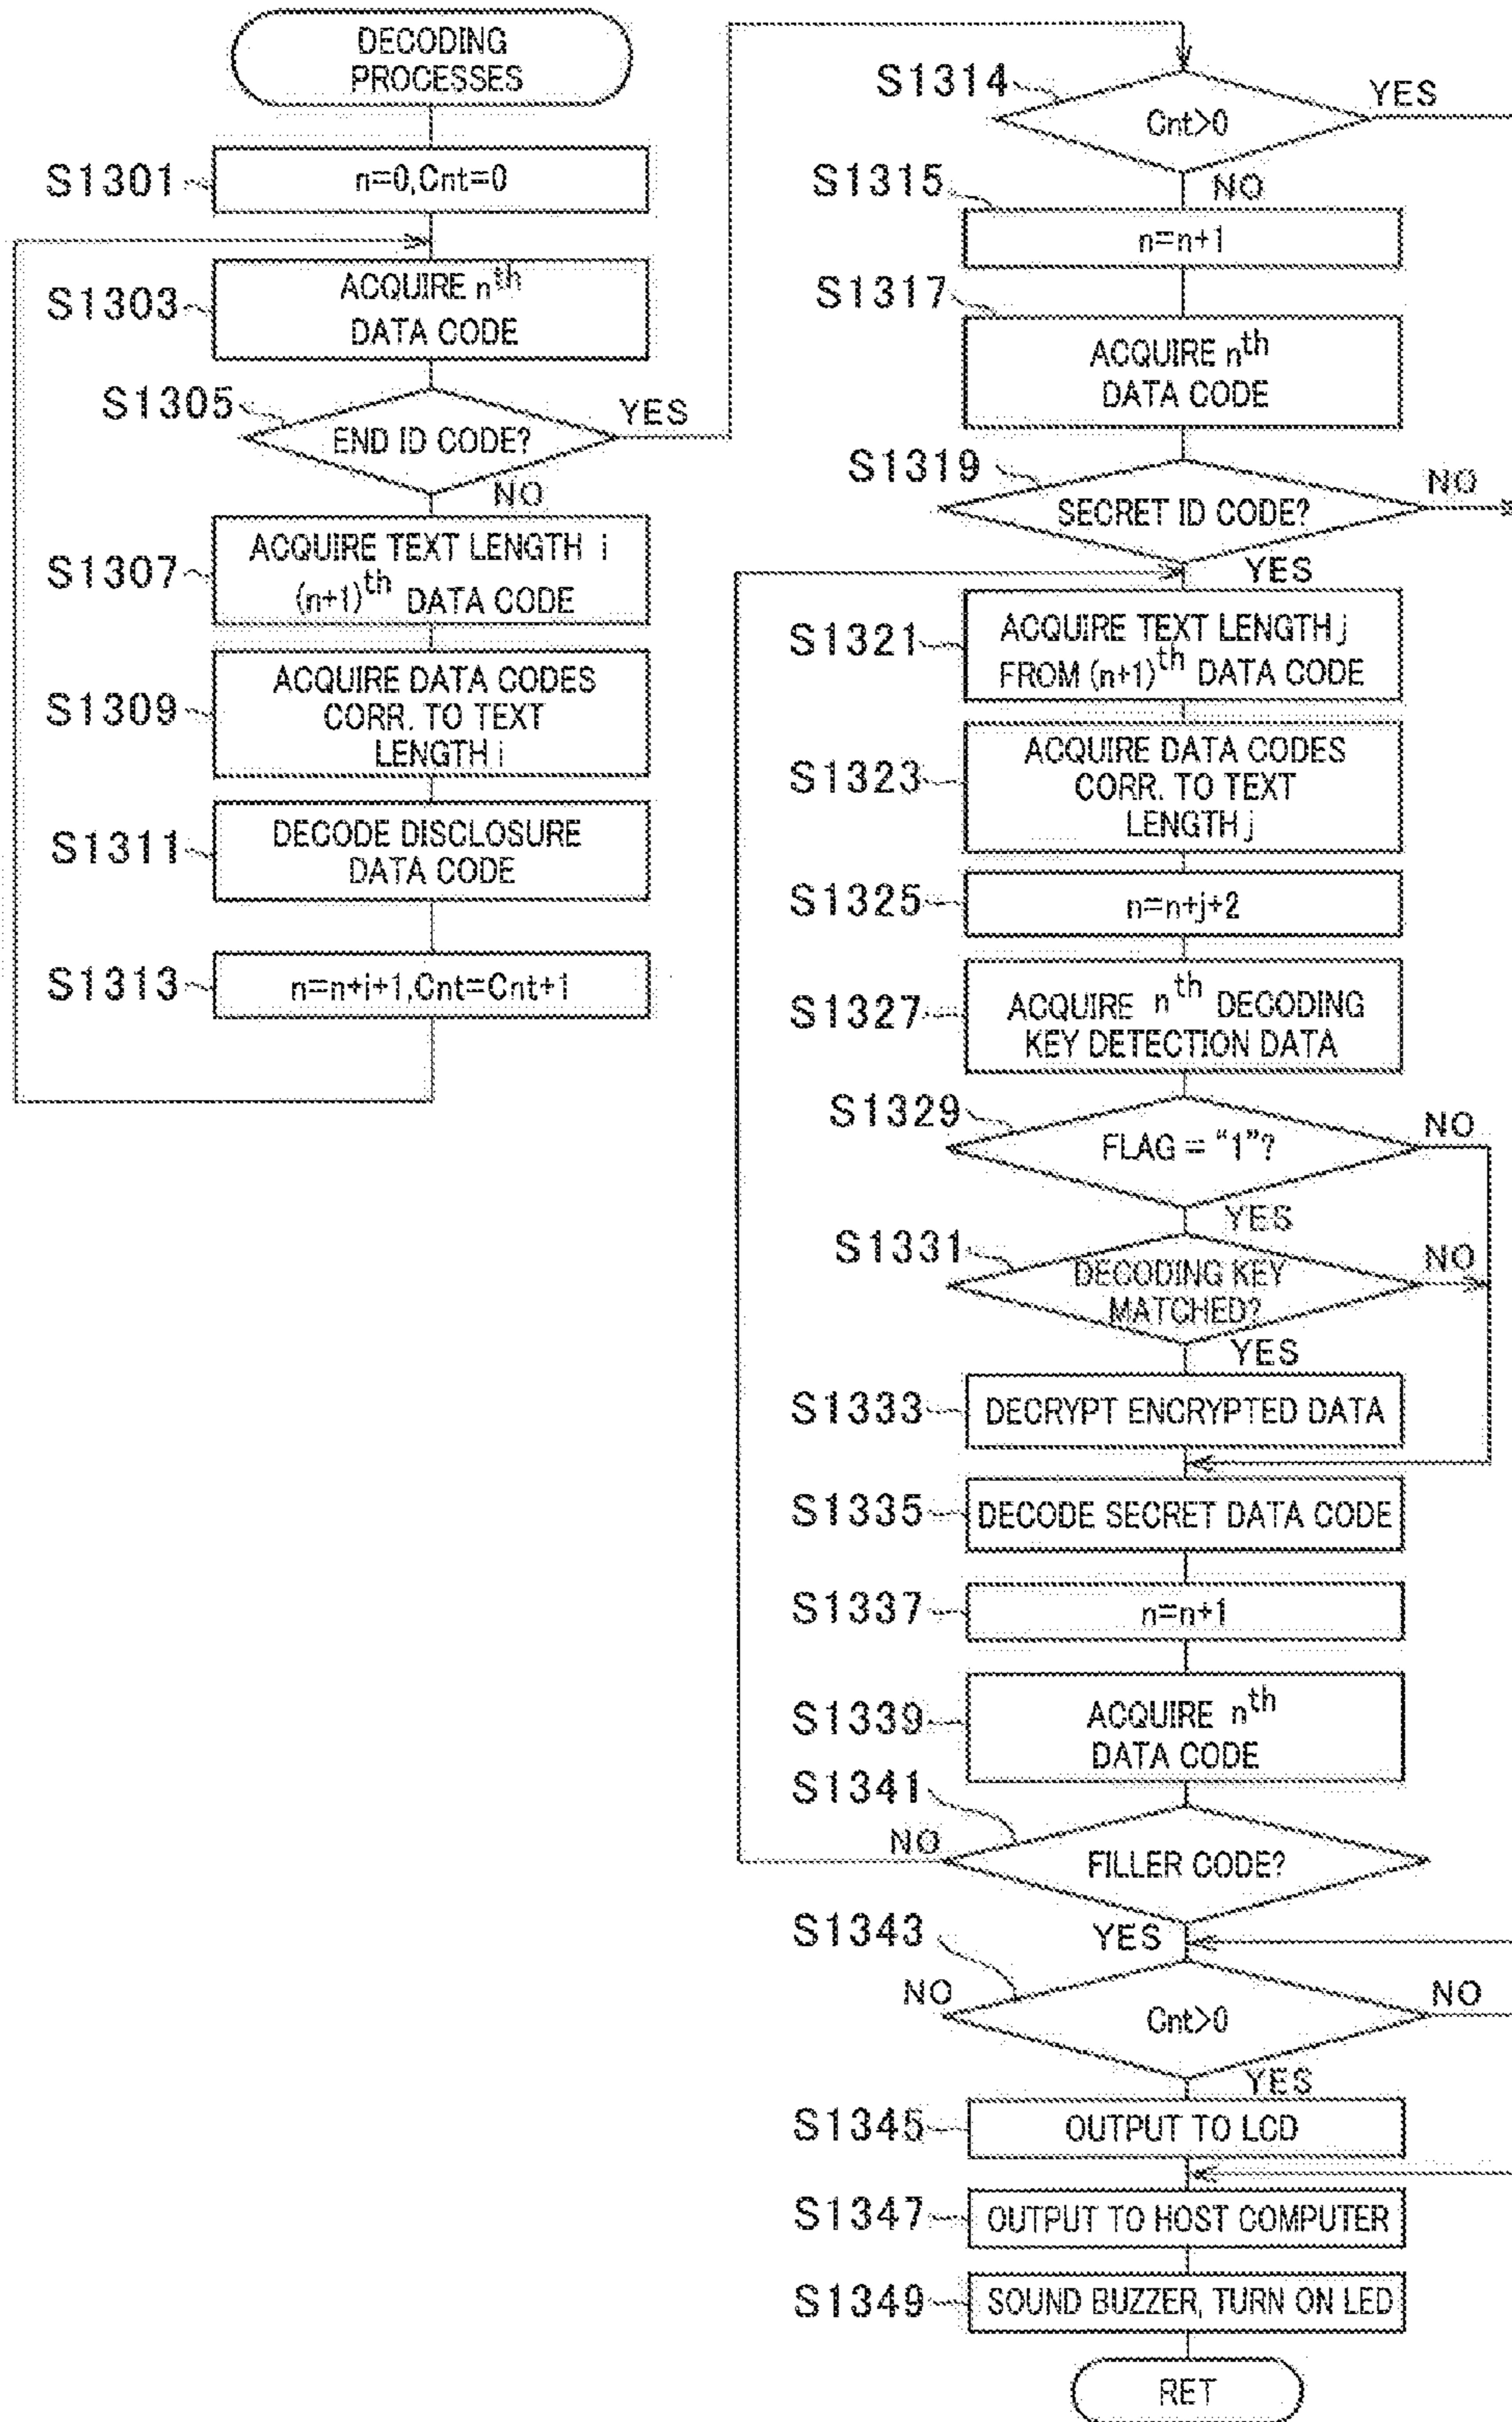 DECODING
PROCESSES
S1301
n=0,Cnt=0
S1303
ACQUIRE nth
DATA CODE
S1305
END ID CODE?
YES
NO
S1307
ACQUIRE TEXT LENGTH i
(n+1)th DATA CODE
S1309
ACQUIRE DATA CODES
CORR. TO TEXT
LENGTH i
S1311
DECODE DISCLOSURE
DATA CODE
S1313
n=n+i+1,Cnt=Cnt+1
S1314
Cnt>0
YES
NO
S1315
n=n+1
S1317
ACQUIRE nth
DATA CODE
S1319
SECRET ID CODE?
NO
YES
S1321
ACQUIRE TEXT LENGTH j
FROM (n+1)th DATA CODE
S1323
ACQUIRE DATA CODES
CORR. TO TEXT
LENGTH j
S1325
n=n+j+2
S1327
ACQUIRE nth DECODING
KEY DETECTION DATA
S1329
FLAG = “1”?
NO
YES
S1331
DECODING KEY
MATCHED?
NO
YES
S1333
DECRYPT ENCRYPTED DATA
S1335
DECODE SECRET DATA CODE
S1337
n=n+1
S1339
ACQUIRE nth
DATA CODE
S1341
NO
FILLER CODE?
YES
S1343
NO
Cnt>0
NO
YES
S1345
OUTPUT TO LCD
S1347
OUTPUT TO HOST COMPUTER
S1349
SOUND BUZZER, TURN ON LED
RET